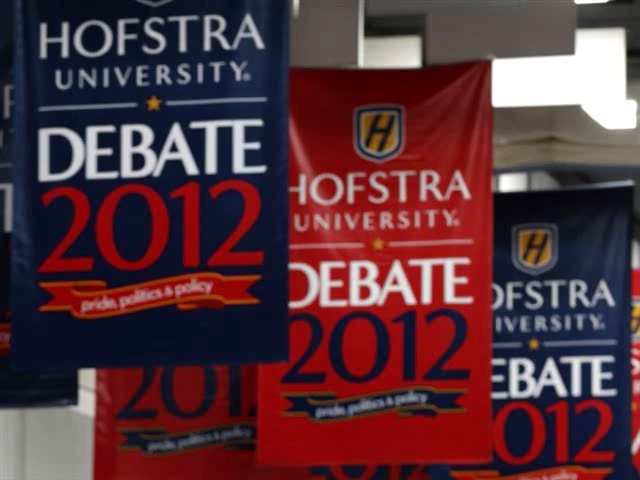 HOFSTRA
UNIVERSITY®
DEBATE
2012
pride, politics & policy
H
HOFSTRA
UNIVERSITY®
DEBATE
2012
pride, politics & policy
H
OFSTRA
IVERSITY®
EBATE
2012
201
pride, politics & policy